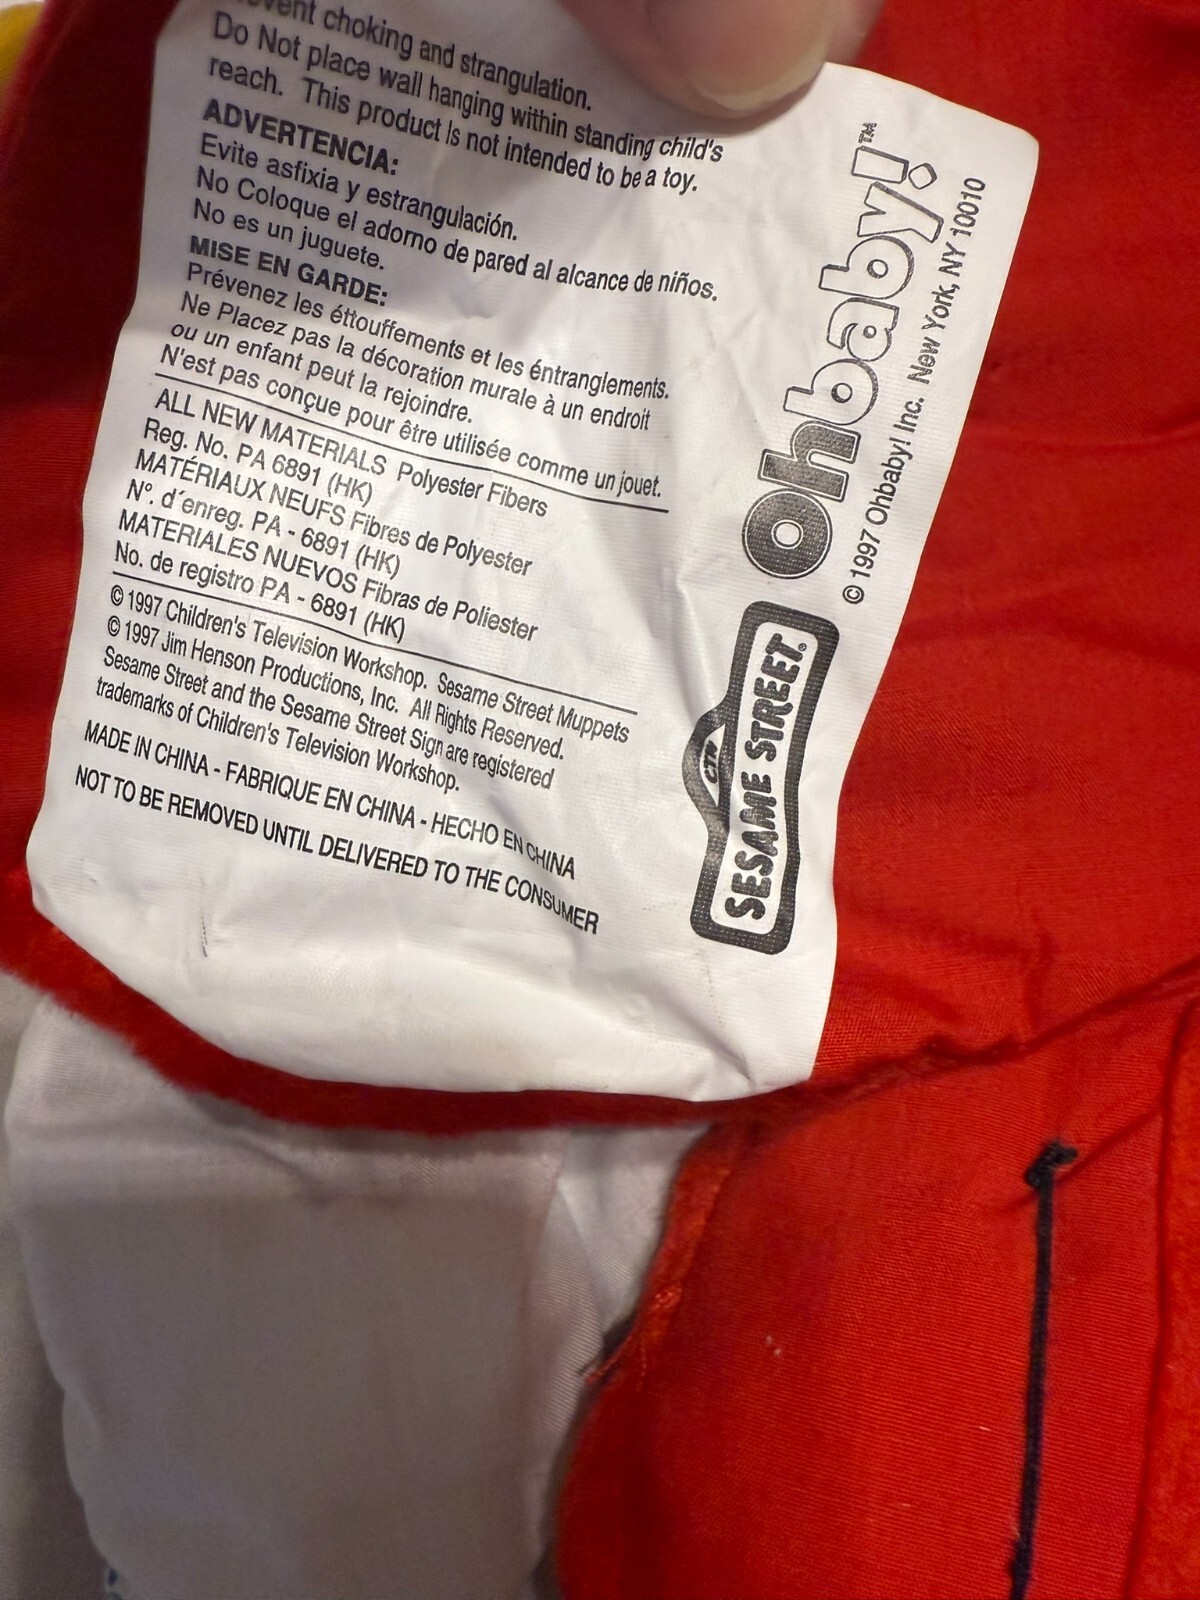 choking and strangulation.
Do Not place wall hanging within standing child's
reach. This product Is not intended to be a toy.
ADVERTENCIA:
Evite asfixia y estrangulación.
No Coloque el adorno de pared al alcance de niños.
No es un juguete.
MISE EN GARDE:
Prévenez les éttouffements et les éntranglements.
Ne Placez pas la décoration murale à un endroit
ou un enfant peut la rejoindre.
N'est pas conçue pour être utilisée comme un jouet.
ALL NEW MATERIALS Polyester Fibers
Reg. No. PA 6891 (HK)
MATÉRIAUX NEUFS Fibres de Polyester
N°. d´enreg. PA - 6891 (HK)
MATERIALES NUEVOS Fibras de Poliester
No. de registro PA - 6891 (HK)
© 1997 Children's Television Workshop. Sesame Street Muppets
© 1997 Jim Henson Productions, Inc. All Rights Reserved.
Sesame Street and the Sesame Street Sign are registered
trademarks of Children's Television Workshop.
MADE IN CHINA - FABRIQUE EN CHINA - HECHO EN CHINA
NOT TO BE REMOVED UNTIL DELIVERED TO THE CONSUMER
ohbaby!™
© 1997 Ohbaby! Inc. New York, NY 10010
CTW
SESAME STREET®